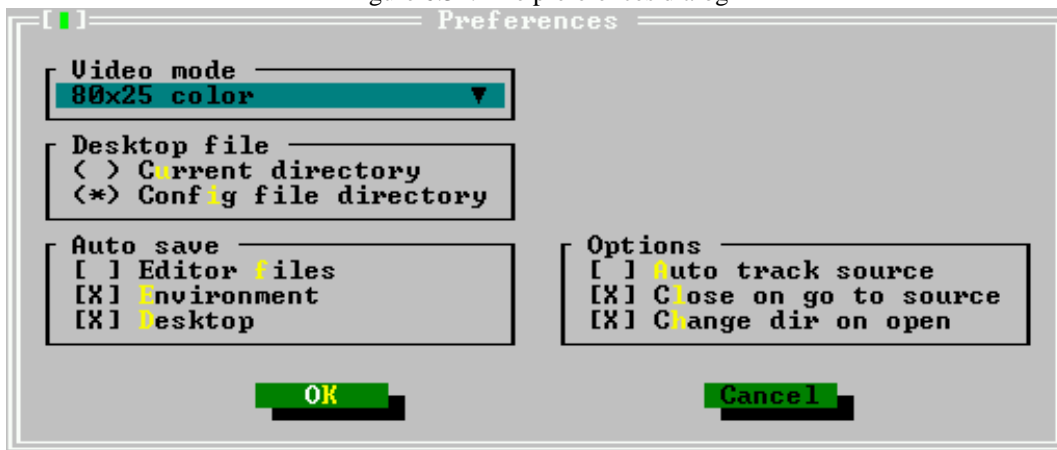 Preferences
Video mode
80x25 color
Desktop file
( ) Current directory
(*) Config file directory
Auto save
[ ] Editor files
[X] Environment
[X] Desktop
Options
[ ] Auto track source
[X] Close on go to source
[X] Change dir on open
OK
Cancel